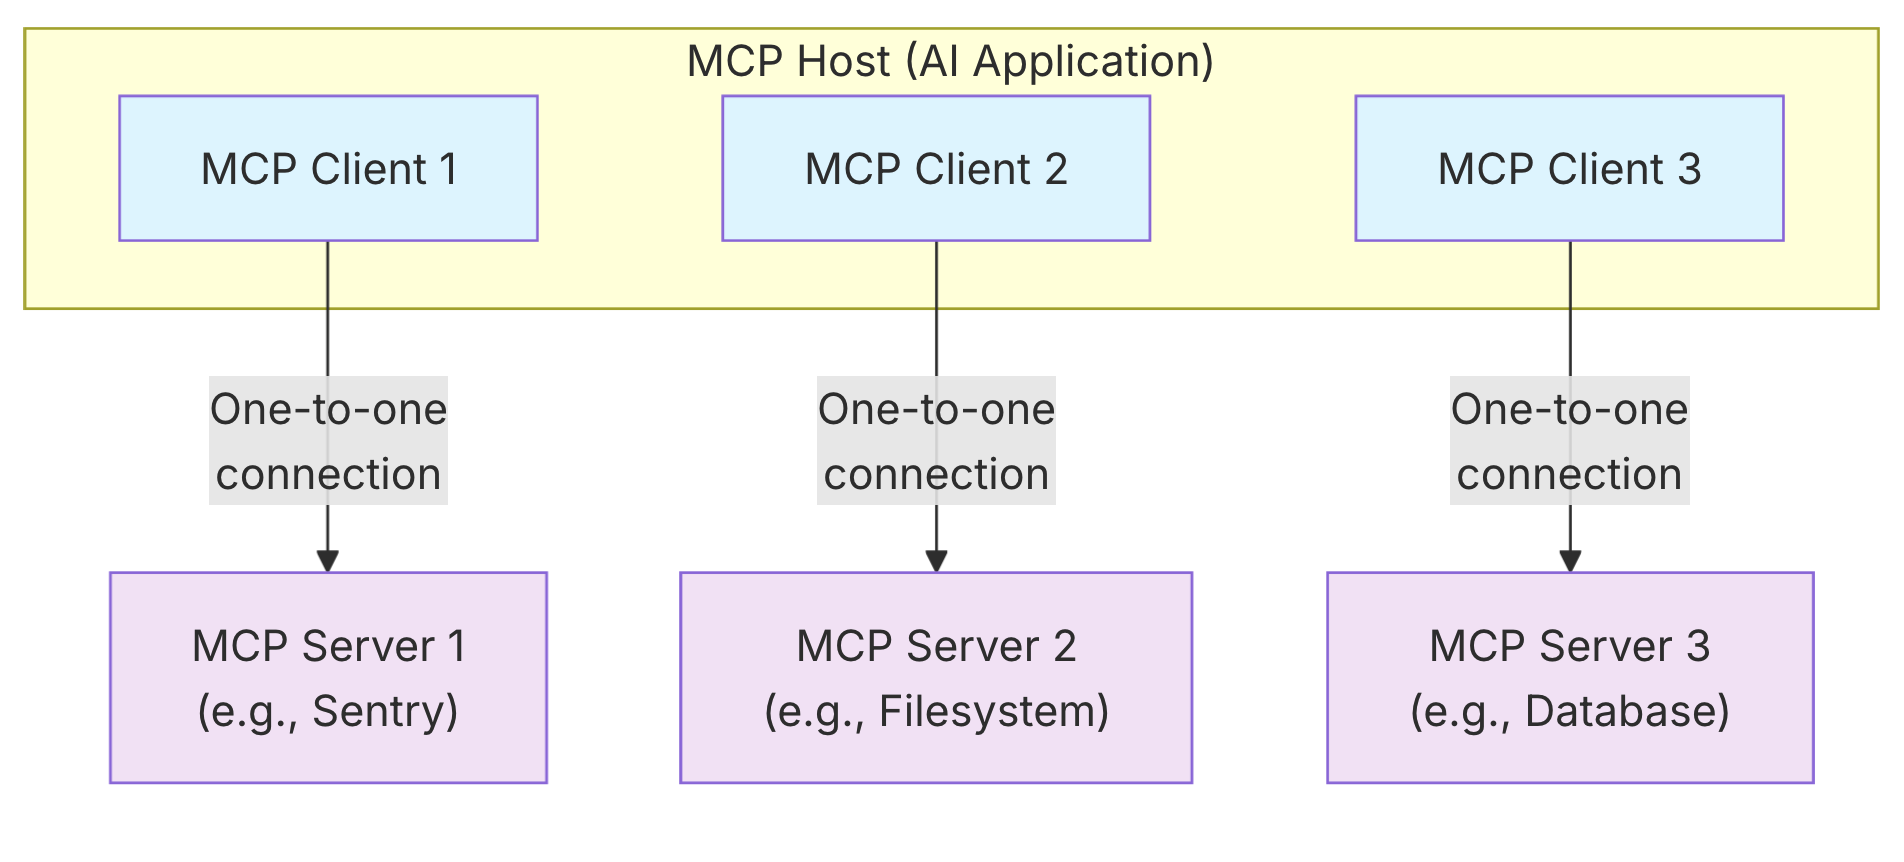 MCP Host (AI Application)
MCP Client 1
MCP Client 2
MCP Client 3
One-to-one
connection
One-to-one
connection
One-to-one
connection
MCP Server 1
(e.g., Sentry)
MCP Server 2
(e.g., Filesystem)
MCP Server 3
(e.g., Database)